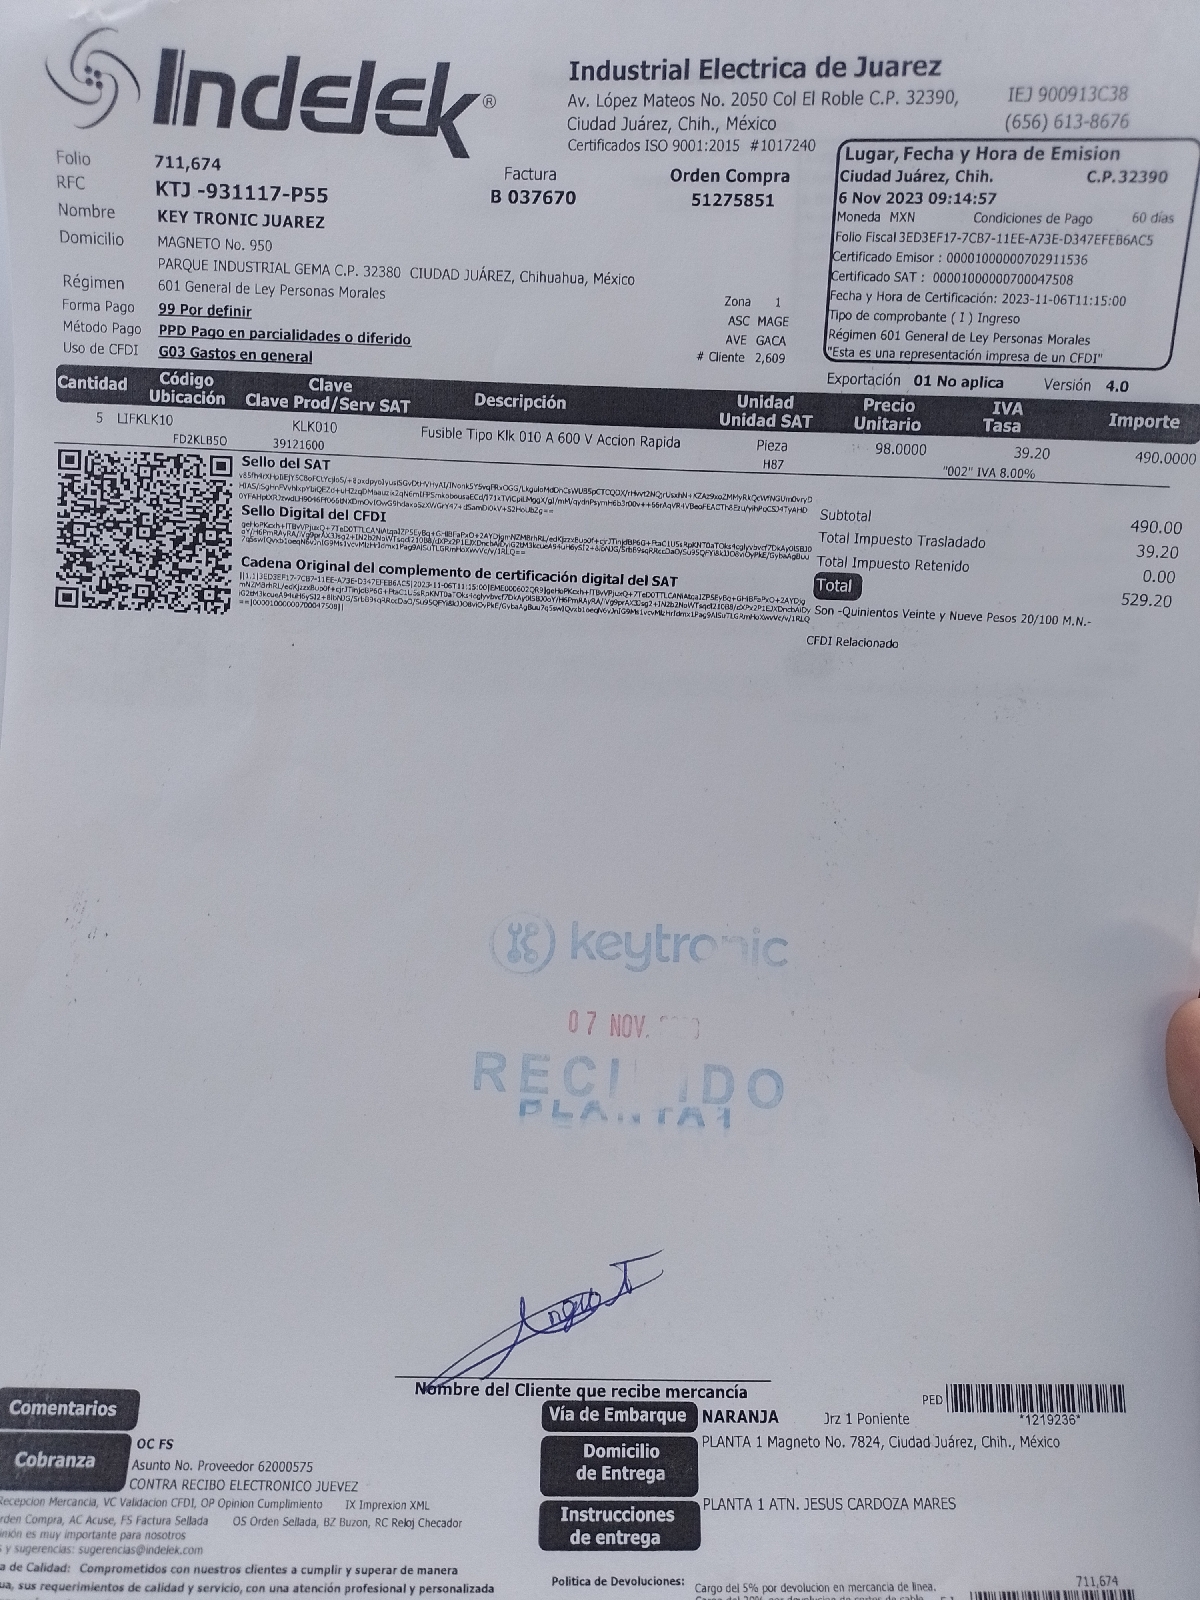 Indelek®
Industrial Electrica de Juarez
Av. López Mateos No. 2050 Col El Roble C.P. 32390,
Ciudad Juárez, Chih., México
Certificados ISO 9001:2015 #1017240
IEJ 900913C38
(656) 613-8676
Folio 711,674
RFC KTJ -931117-P55
Nombre KEY TRONIC JUAREZ
Domicilio MAGNETO No. 950
PARQUE INDUSTRIAL GEMA C.P. 32380 CIUDAD JUÁREZ, Chihuahua, México
Régimen 601 General de Ley Personas Morales
Forma Pago 99 Por definir
Método Pago PPD Pago en parcialidades o diferido
Uso de CFDI G03 Gastos en general
Factura
B 037670
Orden Compra
51275851
Zona 1
ASC MAGE
AVE GACA
# Cliente 2,609
Lugar, Fecha y Hora de Emision
Ciudad Juárez, Chih. C.P.32390
6 Nov 2023 09:14:57
Moneda MXN Condiciones de Pago 60 días
Folio Fiscal 3ED3EF17-7CB7-11EE-A73E-D347EFEB6AC5
Certificado Emisor : 00001000000702911536
Certificado SAT : 00001000000700047508
Fecha y Hora de Certificación: 2023-11-06T11:15:00
Tipo de comprobante ( I ) Ingreso
Régimen 601 General de Ley Personas Morales
"Esta es una representación impresa de un CFDI"
Exportación 01 No aplica Versión 4.0
Cantidad Código Ubicación Clave Clave Prod/Serv SAT Descripción Unidad Unidad SAT Precio Unitario IVA Tasa Importe
5 LIFKLK10 KLK010 Fusible Tipo Klk 010 A 600 V Accion Rapida Pieza 98.0000 39.20 490.0000
FD2KLB50 39121600 H87 "002" IVA 8.00%
Sello del SAT
Sello Digital del CFDI
Cadena Original del complemento de certificación digital del SAT
Subtotal 490.00
Total Impuesto Trasladado 39.20
Total Impuesto Retenido 0.00
Total 529.20
Son -Quinientos Veinte y Nueve Pesos 20/100 M.N.-
CFDI Relacionado
keytronic
07 NOV.
RECIBIDO
PLANTA 1
Nombre del Cliente que recibe mercancía
PED *1219236*
Vía de Embarque NARANJA Jrz 1 Poniente
Domicilio de Entrega PLANTA 1 Magneto No. 7824, Ciudad Juárez, Chih., México
Instrucciones de entrega PLANTA 1 ATN. JESUS CARDOZA MARES
Comentarios
Cobranza
OC FS
Asunto No. Proveedor 62000575
CONTRA RECIBO ELECTRONICO JUEVEZ
Recepcion Mercancia, VC Validacion CFDI, OP Opinion Cumplimiento IX Imprexion XML
Compra, AC Acuse, FS Factura Sellada OS Orden Sellada, BZ Buzon, RC Reloj Checador
es muy importante para nosotros
y sugerencias: sugerencias@indelek.com
de Calidad: Comprometidos con nuestros clientes a cumplir y superar de manera
sus requerimientos de calidad y servicio, con una atención profesional y personalizada
Politica de Devoluciones: Cargo del 5% por devolucion en mercancia de linea.
711,674